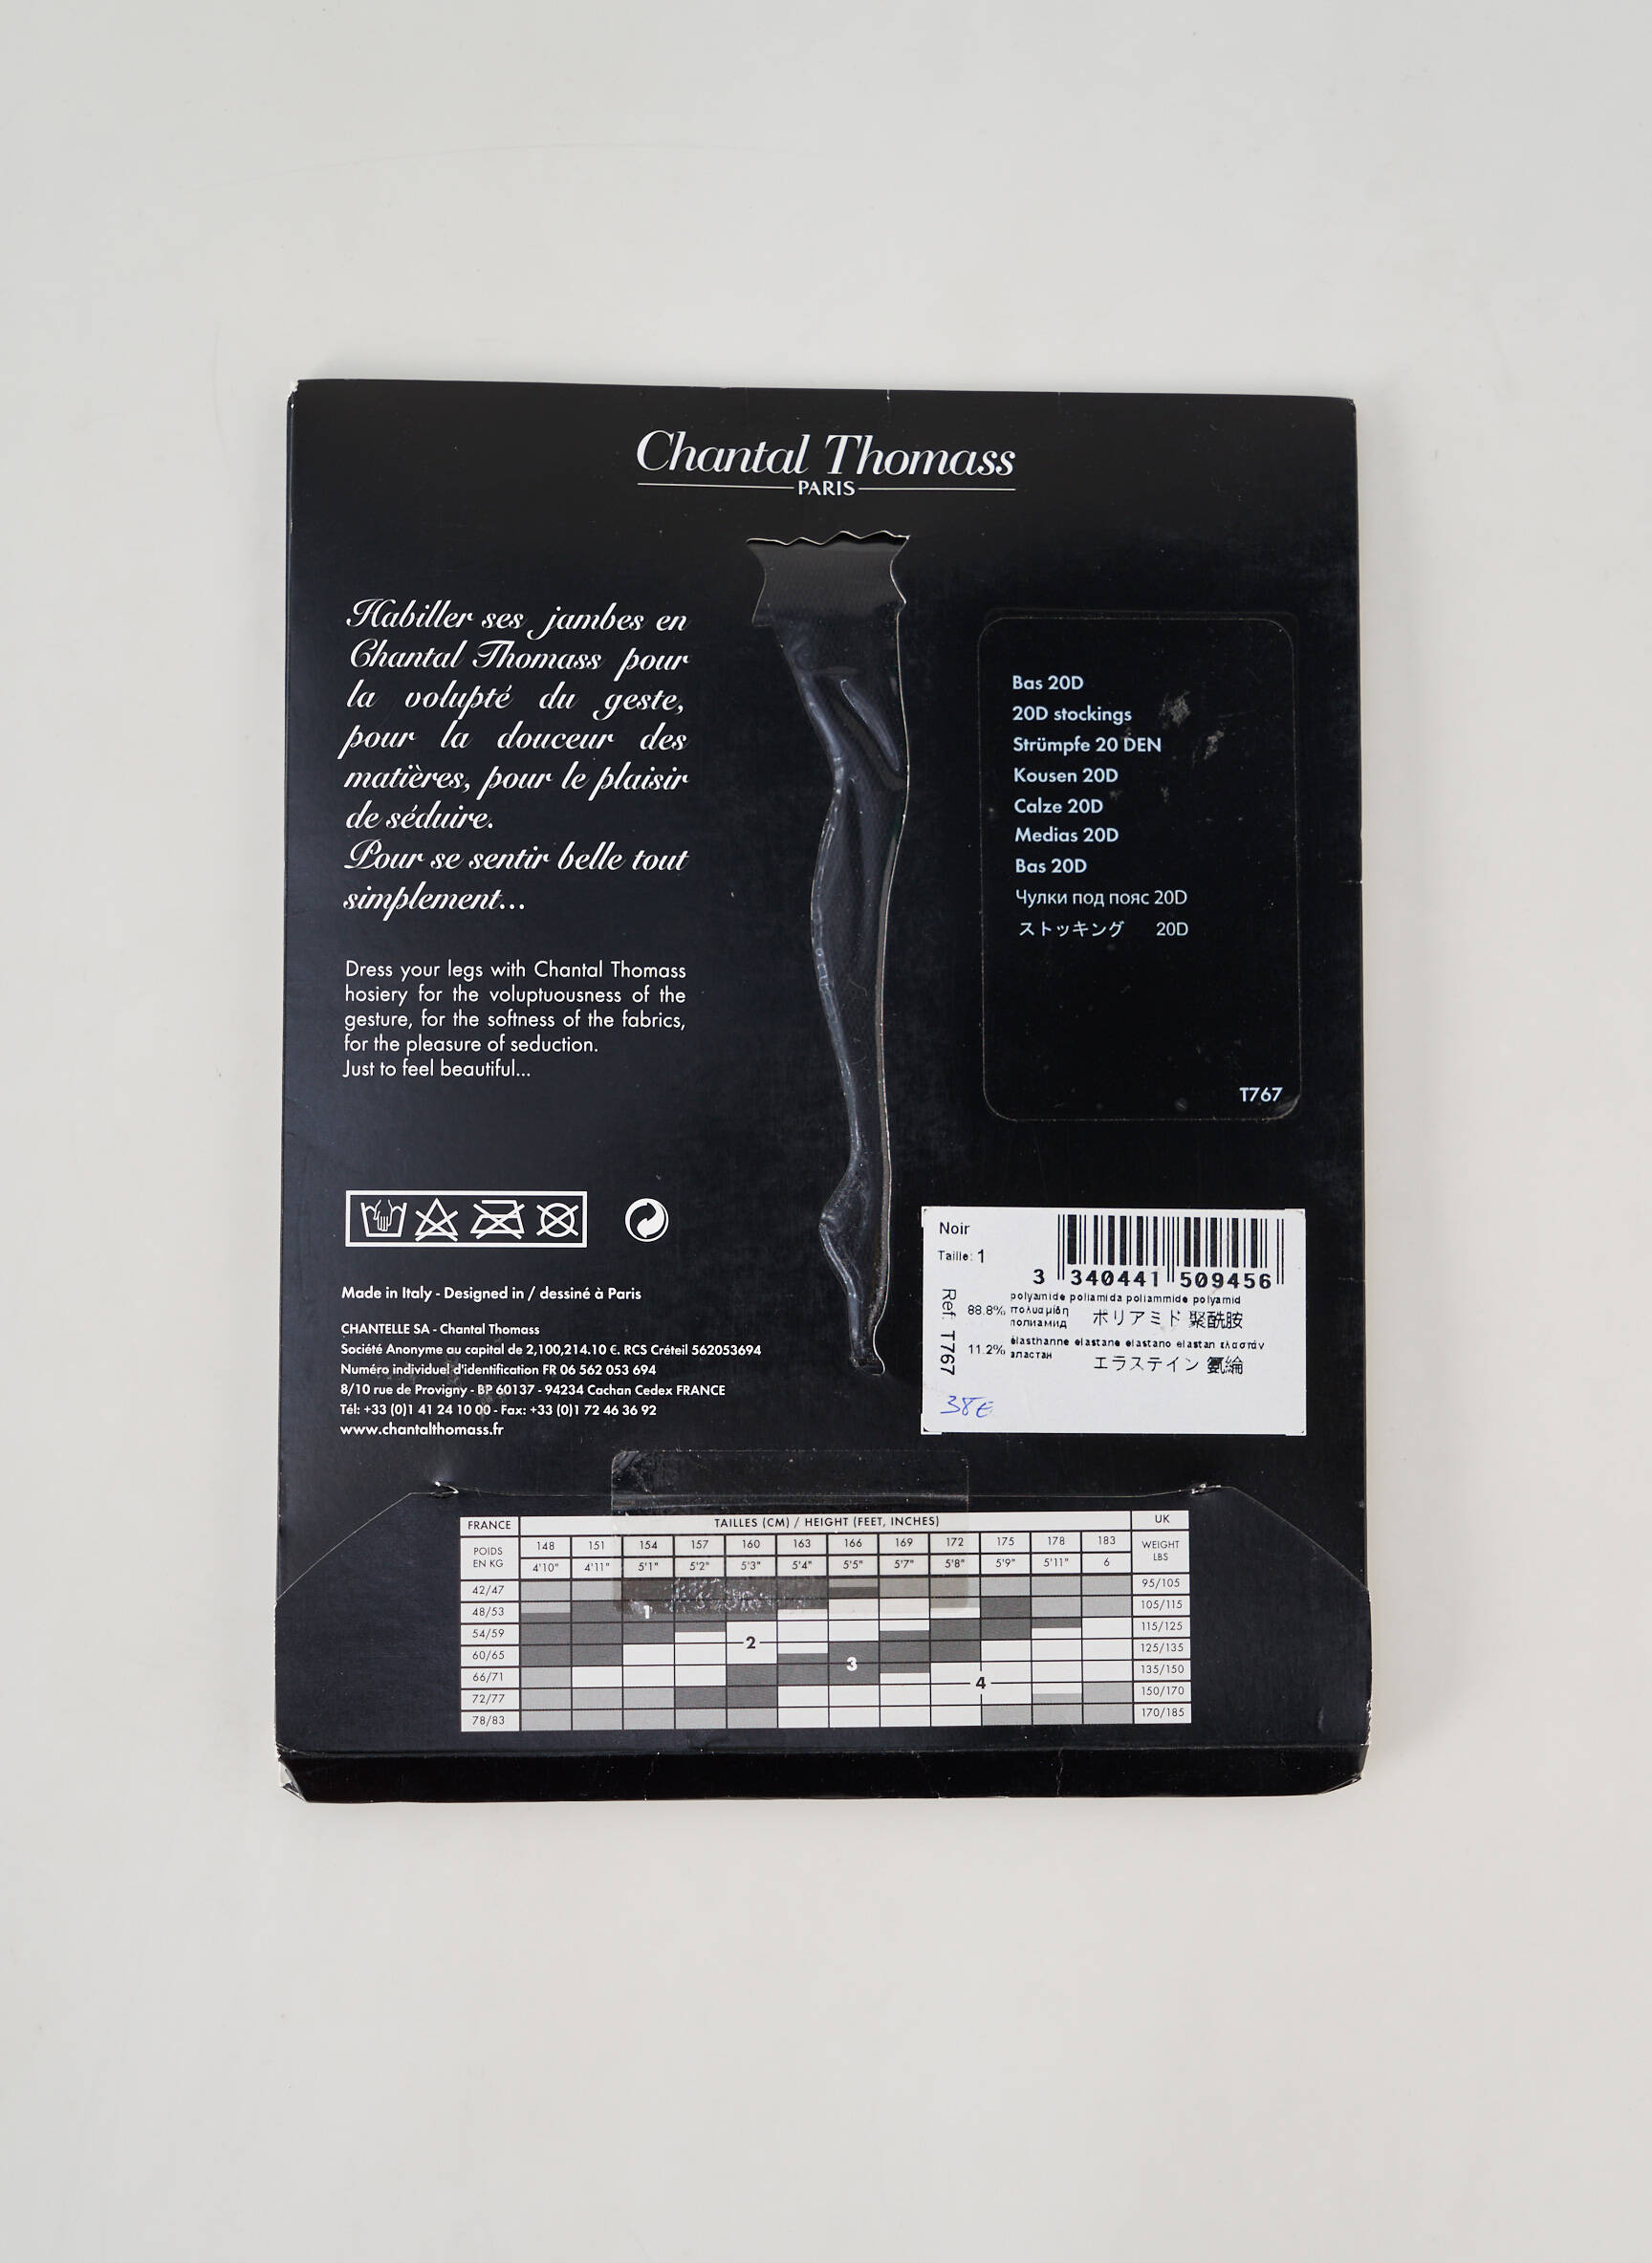 Chantal Thomass
PARIS
Habiller ses jambes en
Chantal Thomass pour
la volupté du geste,
pour la douceur des
matières, pour le plaisir
de séduire.
Pour se sentir belle tout
simplement...
Dress your legs with Chantal Thomass
hosiery for the voluptuousness of the
gesture, for the softness of the fabrics,
for the pleasure of seduction.
Just to feel beautiful...
Bas 20D
20D stockings
Strümpfe 20 DEN
Kousen 20D
Calze 20D
Medias 20D
Bas 20D
Чулки под пояс 20D
ストッキング 20D
T767
Made in Italy - Designed in / dessiné à Paris
CHANTELLE SA - Chantal Thomass
Société Anonyme au capital de 2,100,214.10 €. RCS Créteil 562053694
Numéro individuel d'identification FR 06 562 053 694
8/10 rue de Provigny - BP 60137 - 94234 Cachan Cedex FRANCE
Tél: +33 (0)1 41 24 10 00 - Fax: +33 (0)1 72 46 36 92
www.chantalthomass.fr
Noir
Taille: 1
3 340441 509456
Ref. T767
polyamide poliamida poliammide polyamid
88.8% πολυαμίδη
полиамид ポリアミド 聚酰胺
élasthanne elastane elastano elastan ελαστάν
11.2% эластан エラステイン 氨綸
38€
FRANCE TAILLES (CM) / HEIGHT (FEET, INCHES) UK
POIDS EN KG 148 151 154 157 160 163 166 169 172 175 178 183 WEIGHT LBS
4'10" 4'11" 5'1" 5'2" 5'3" 5'4" 5'5" 5'7" 5'8" 5'9" 5'11" 6
42/47 95/105
48/53 1 105/115
54/59 2 115/125
60/65 3 125/135
66/71 4 135/150
72/77 150/170
78/83 170/185